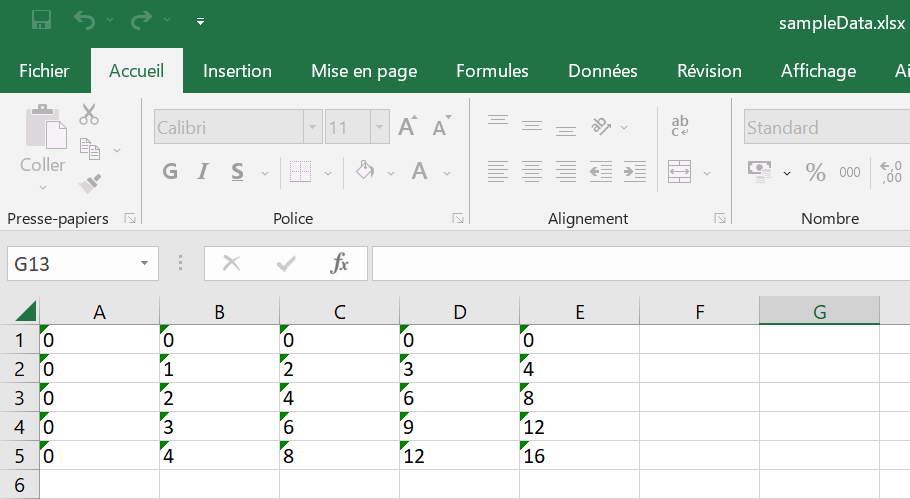 sampleData.xlsx
Fichier Accueil Insertion Mise en page Formules Données Révision Affichage Ai
Calibri 11 A A ab c Standard
Coller G I S A % 000 ,0 ,00
Presse-papiers Police Alignement Nombre
G13 fx
A B C D E F G
1 0 0 0 0 0
2 0 1 2 3 4
3 0 2 4 6 8
4 0 3 6 9 12
5 0 4 8 12 16
6